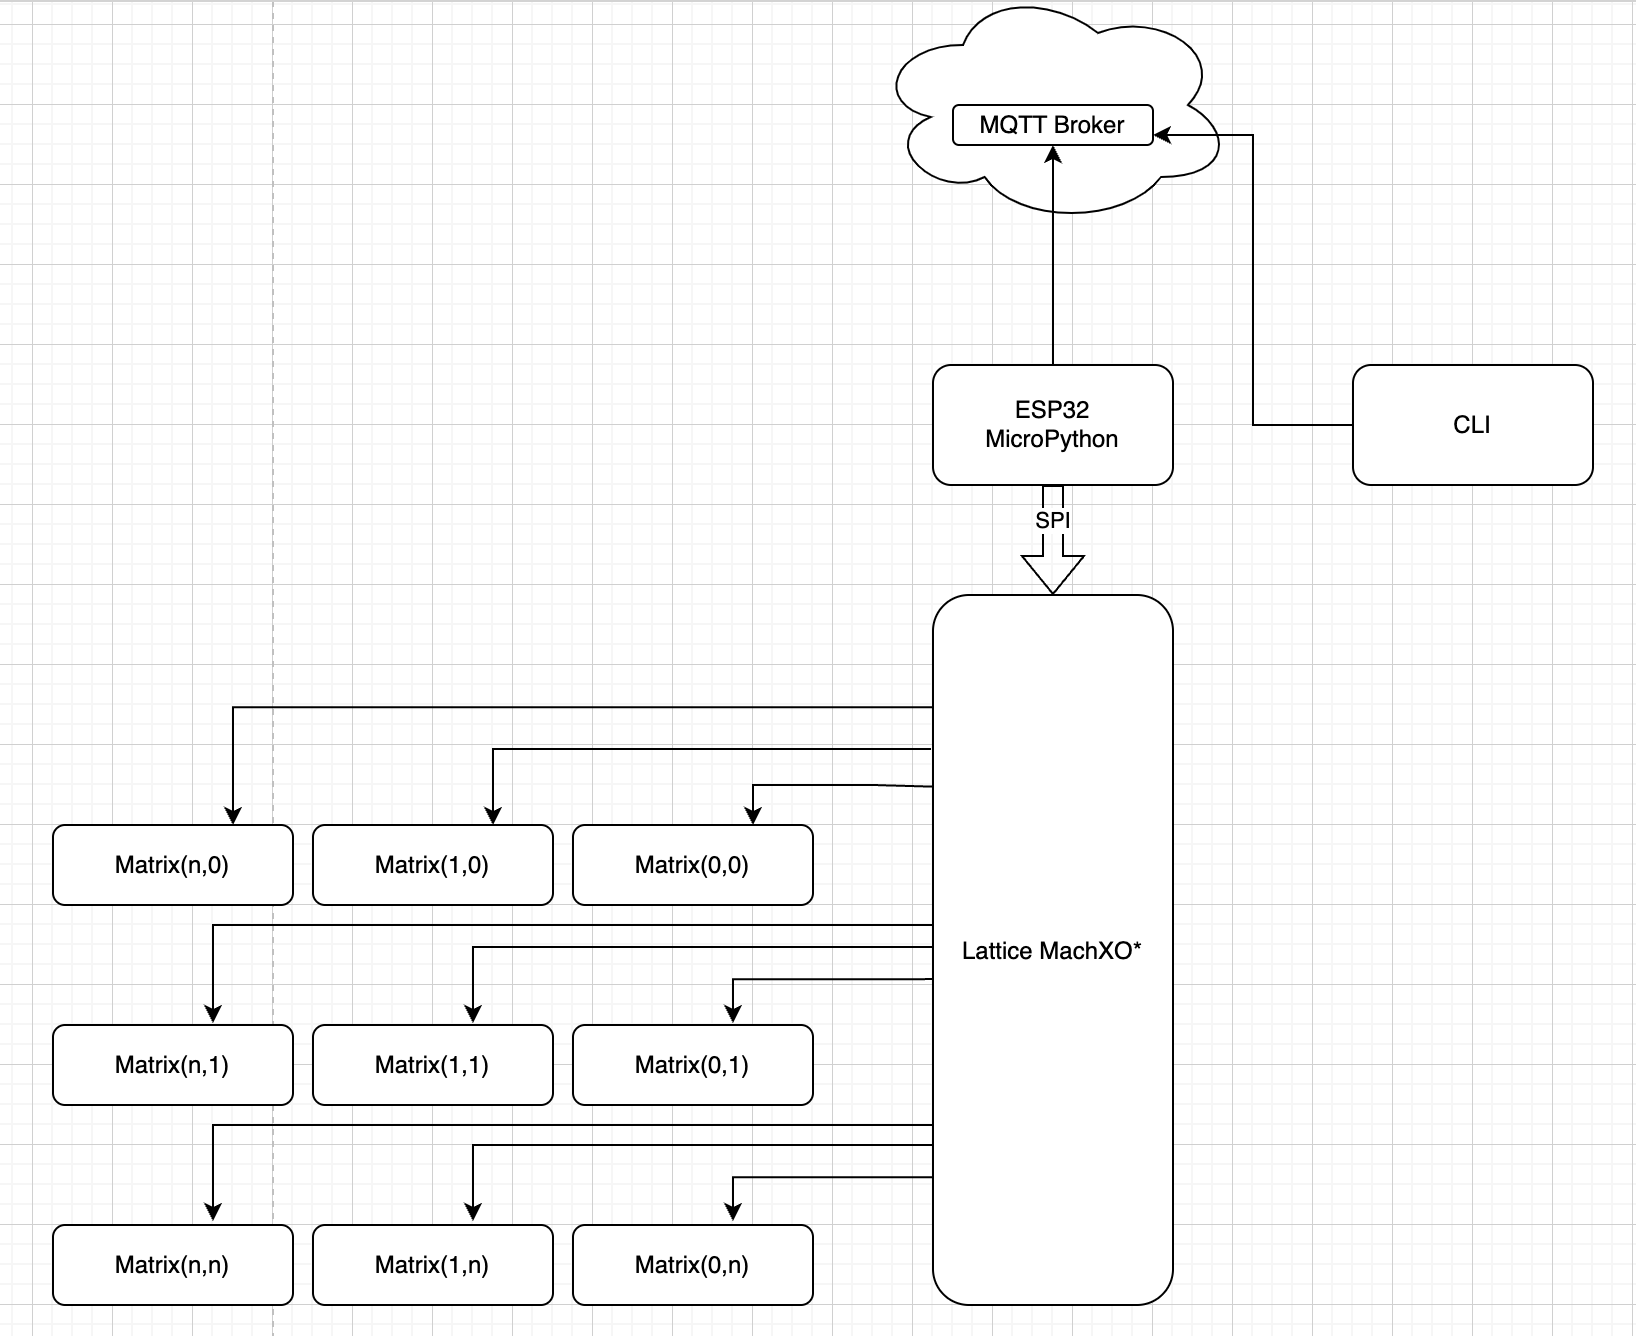 MQTT Broker
ESP32
MicroPython
CLI
SPI
Matrix(n,0)
Matrix(1,0)
Matrix(0,0)
Lattice MachXO*
Matrix(n,1)
Matrix(1,1)
Matrix(0,1)
Matrix(n,n)
Matrix(1,n)
Matrix(0,n)